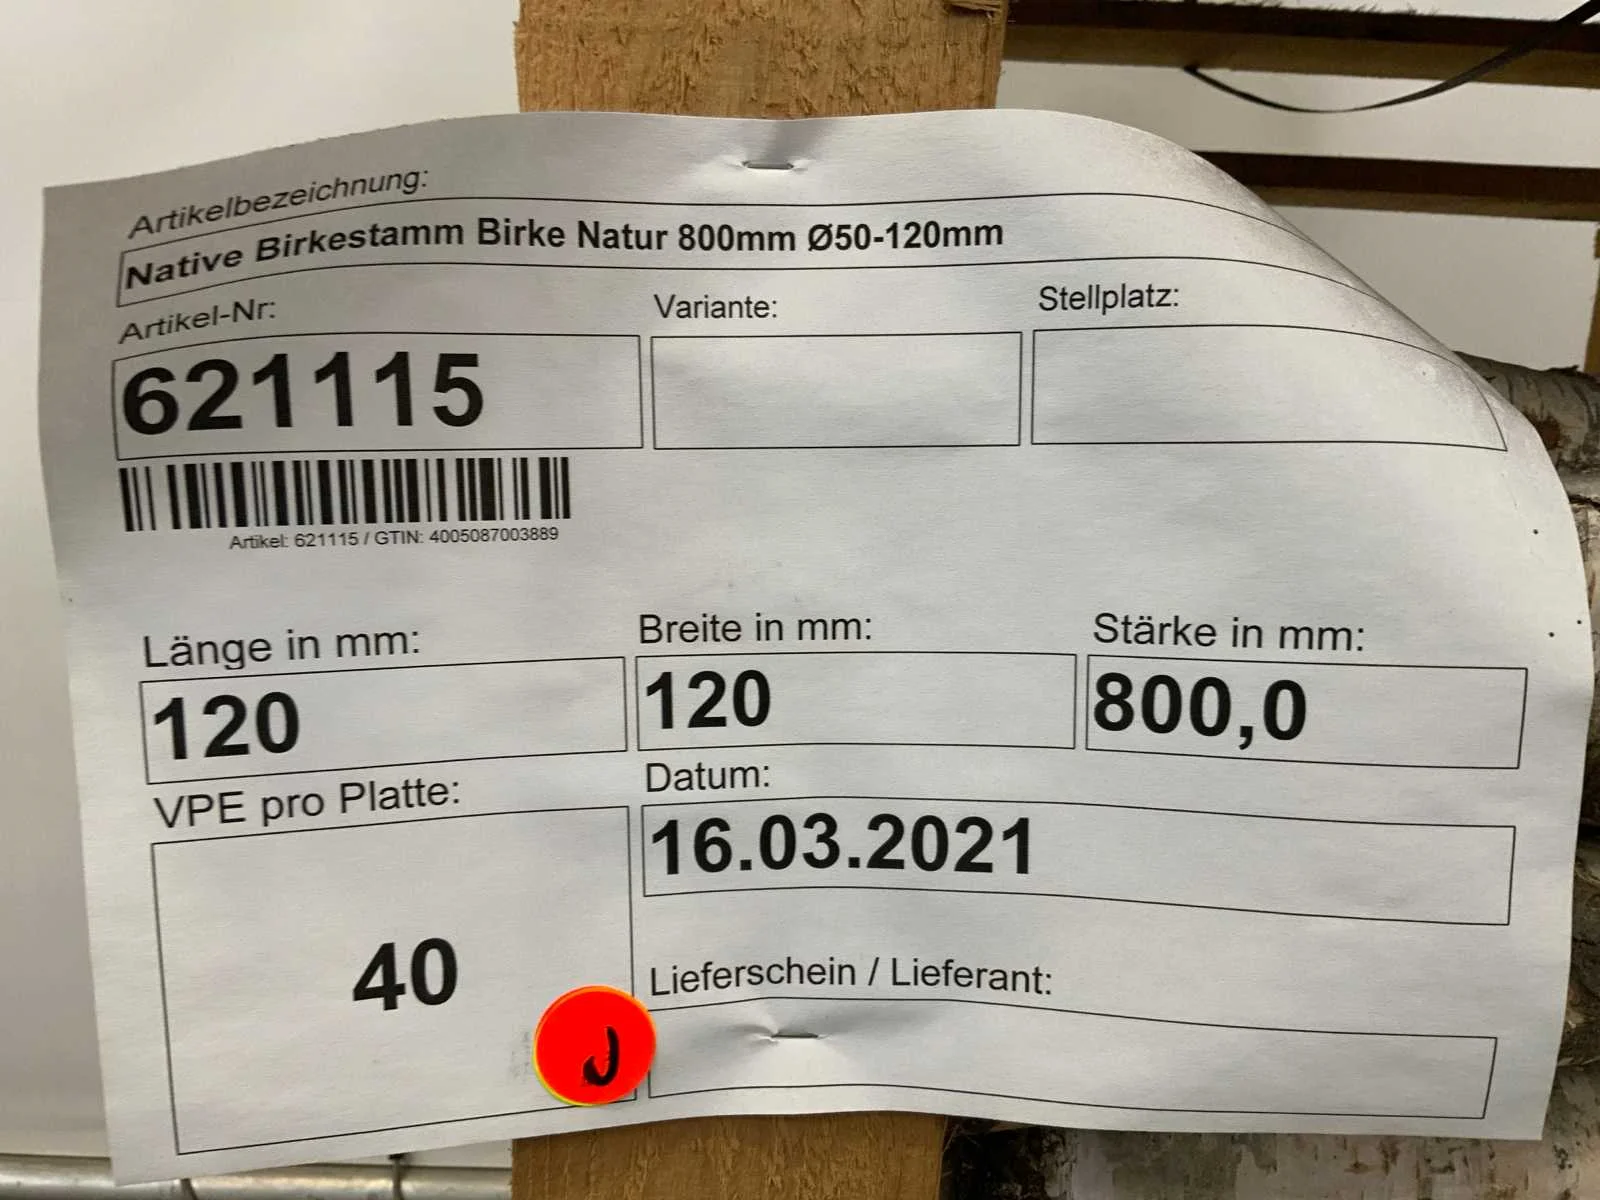 Artikelbezeichnung:
Native Birkestamm Birke Natur 800mm Ø50-120mm
Artikel-Nr:
Variante:
Stellplatz:
621115
Artikel: 621115 / GTIN: 4005087003889
Länge in mm:
Breite in mm:
Stärke in mm:
120
120
800,0
VPE pro Platte:
Datum:
16.03.2021
40
Lieferschein / Lieferant:
J